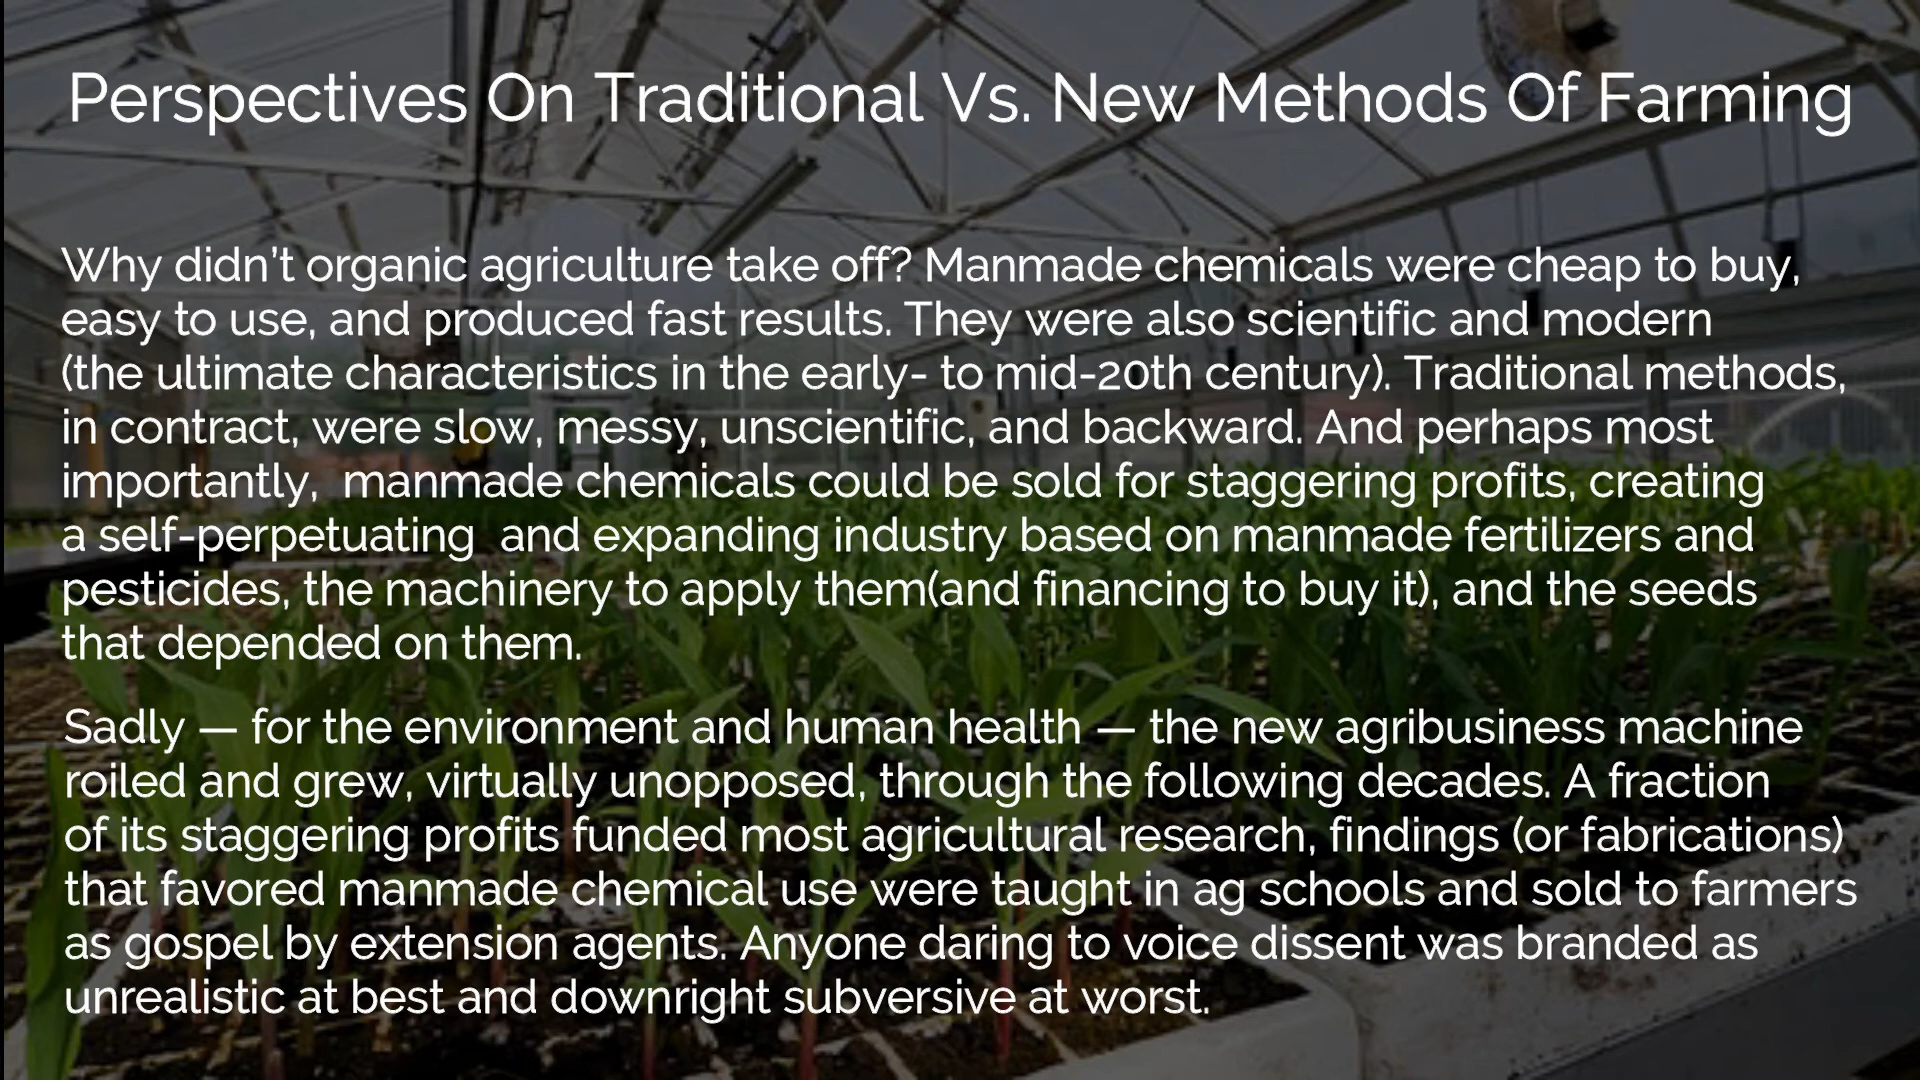 Perspectives On Traditional Vs. New Methods Of Farming
Why didn't organic agriculture take off? Manmade chemicals were cheap to buy,
easy to use, and produced fast results. They were also scientific and modern
(the ultimate characteristics in the early- to mid-20th century). Traditional methods,
in contract, were slow, messy, unscientific, and backward. And perhaps most
importantly,  manmade chemicals could be sold for staggering profits, creating
a self-perpetuating  and expanding industry based on manmade fertilizers and
pesticides, the machinery to apply them(and financing to buy it), and the seeds
that depended on them.
Sadly — for the environment and human health — the new agribusiness machine
roiled and grew, virtually unopposed, through the following decades. A fraction
of its staggering profits funded most agricultural research, findings (or fabrications)
that favored manmade chemical use were taught in ag schools and sold to farmers
as gospel by extension agents. Anyone daring to voice dissent was branded as
unrealistic at best and downright subversive at worst.